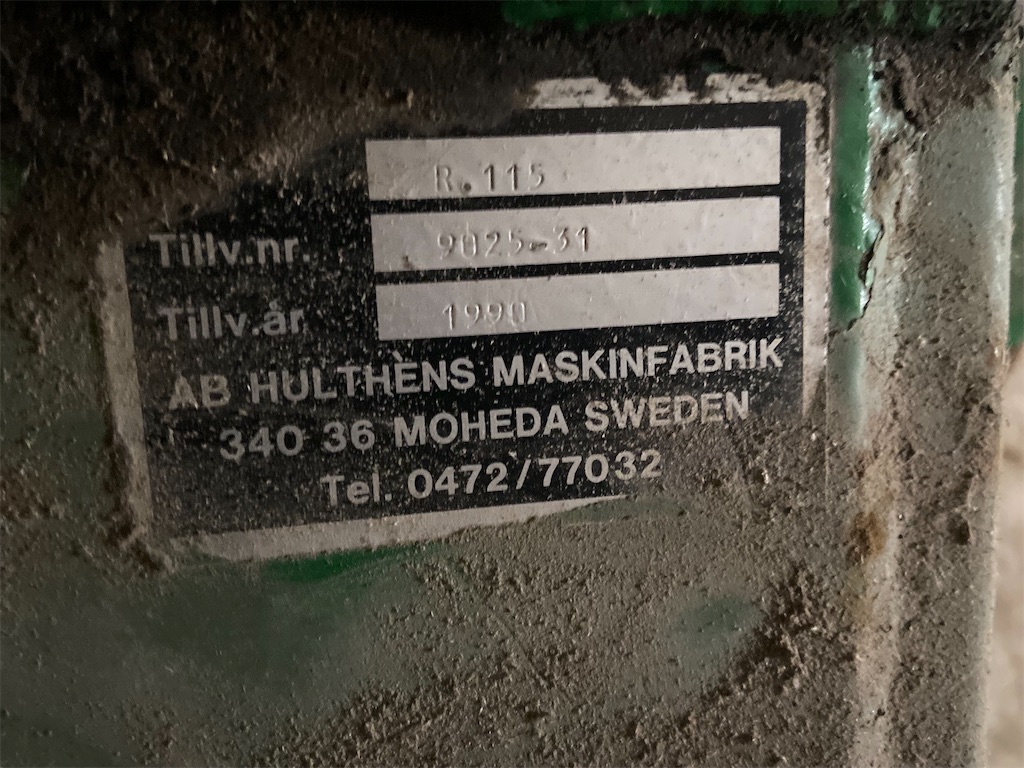 R.115
Tillv.nr. 9025-31
Tillv.år 1990
AB HULTHÈNS MASKINFABRIK
340 36 MOHEDA SWEDEN
Tel. 0472/77032